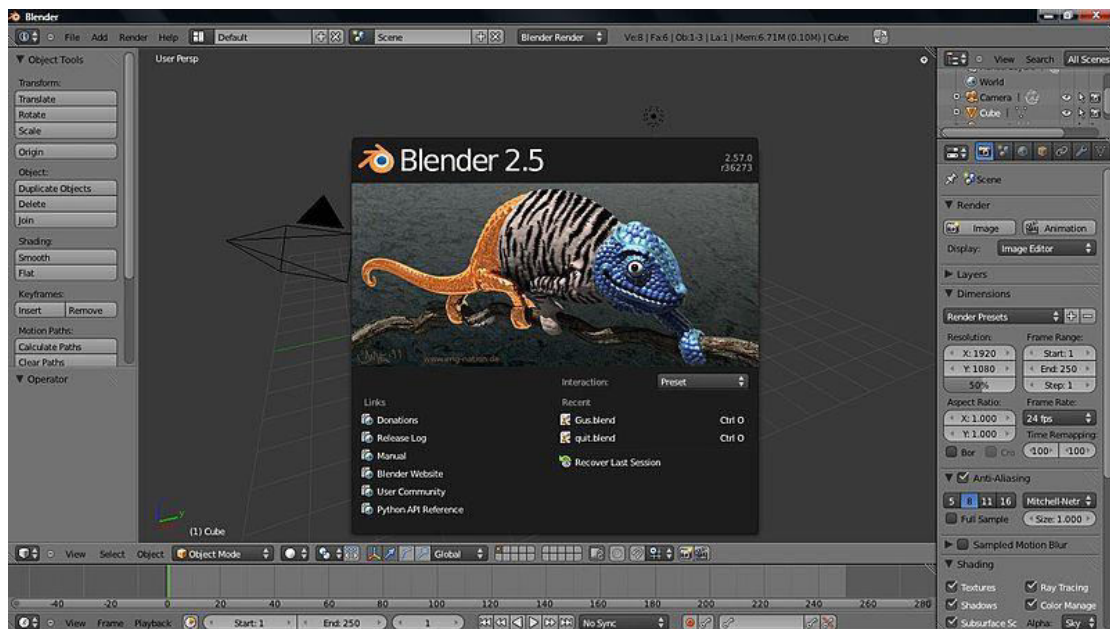 Blender
File Add Render Help Default Scene Blender Render Ve:8 | Fa:6 | Ob:1-3 | La:1 | Mem:6.71M (0.10M) | Cube
Object Tools
Transform:
Translate
Rotate
Scale
Origin
Object:
Duplicate Objects
Delete
Join
Shading:
Smooth
Flat
Keyframes:
Insert Remove
Motion Paths:
Calculate Paths
Clear Paths
Operator
User Persp
Blender 2.5
2.57.0
r36273
Interaction: Preset
Links
Donations
Release Log
Manual
Blender Website
User Community
Python API Reference
Recent
Gus.blend Ctrl O
quit.blend Ctrl O
Recover Last Session
y
(1) Cube
View Search All Scenes
World
Camera
Cube
Scene
Render
Image Animation
Display: Image Editor
Layers
Dimensions
Render Presets
Resolution: Frame Range:
X: 1920 Start: 1
Y: 1080 End: 250
50% Step: 1
Aspect Ratio: Frame Rate:
X: 1.000 24 fps
Y: 1.000 Time Remapping:
Bor Cro 100 100
Anti-Aliasing
5 8 11 16 Mitchell-Netr
Full Sample Size: 1.000
Sampled Motion Blur
Shading
Textures Ray Tracing
Shadows Color Manage
Subsurface Sc Alpha: Sky
View Select Object Object Mode Global
-40 -20 0 20 40 60 80 100 120 140 160 180 200 220 240 260 280
View Frame Playback Start: 1 End: 250 1 No Sync